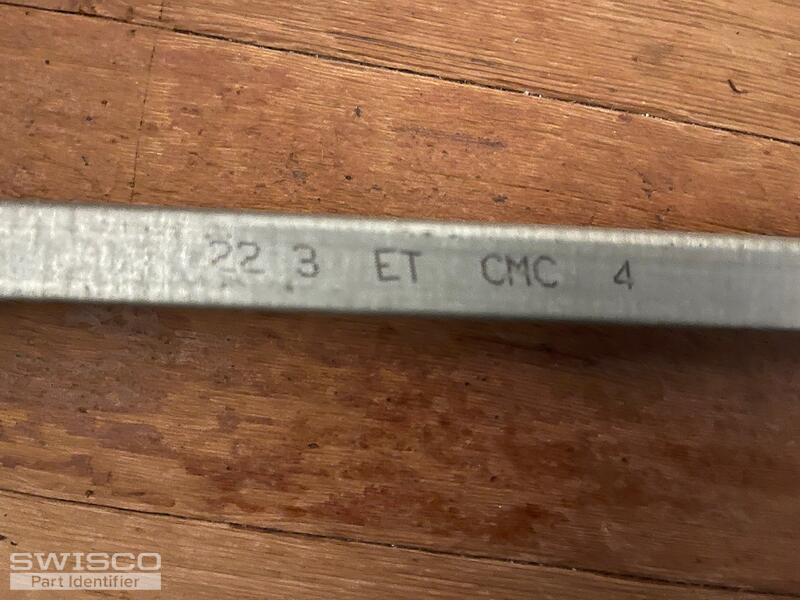 22 3 ET CMC 4
SWISCO
Part Identifier